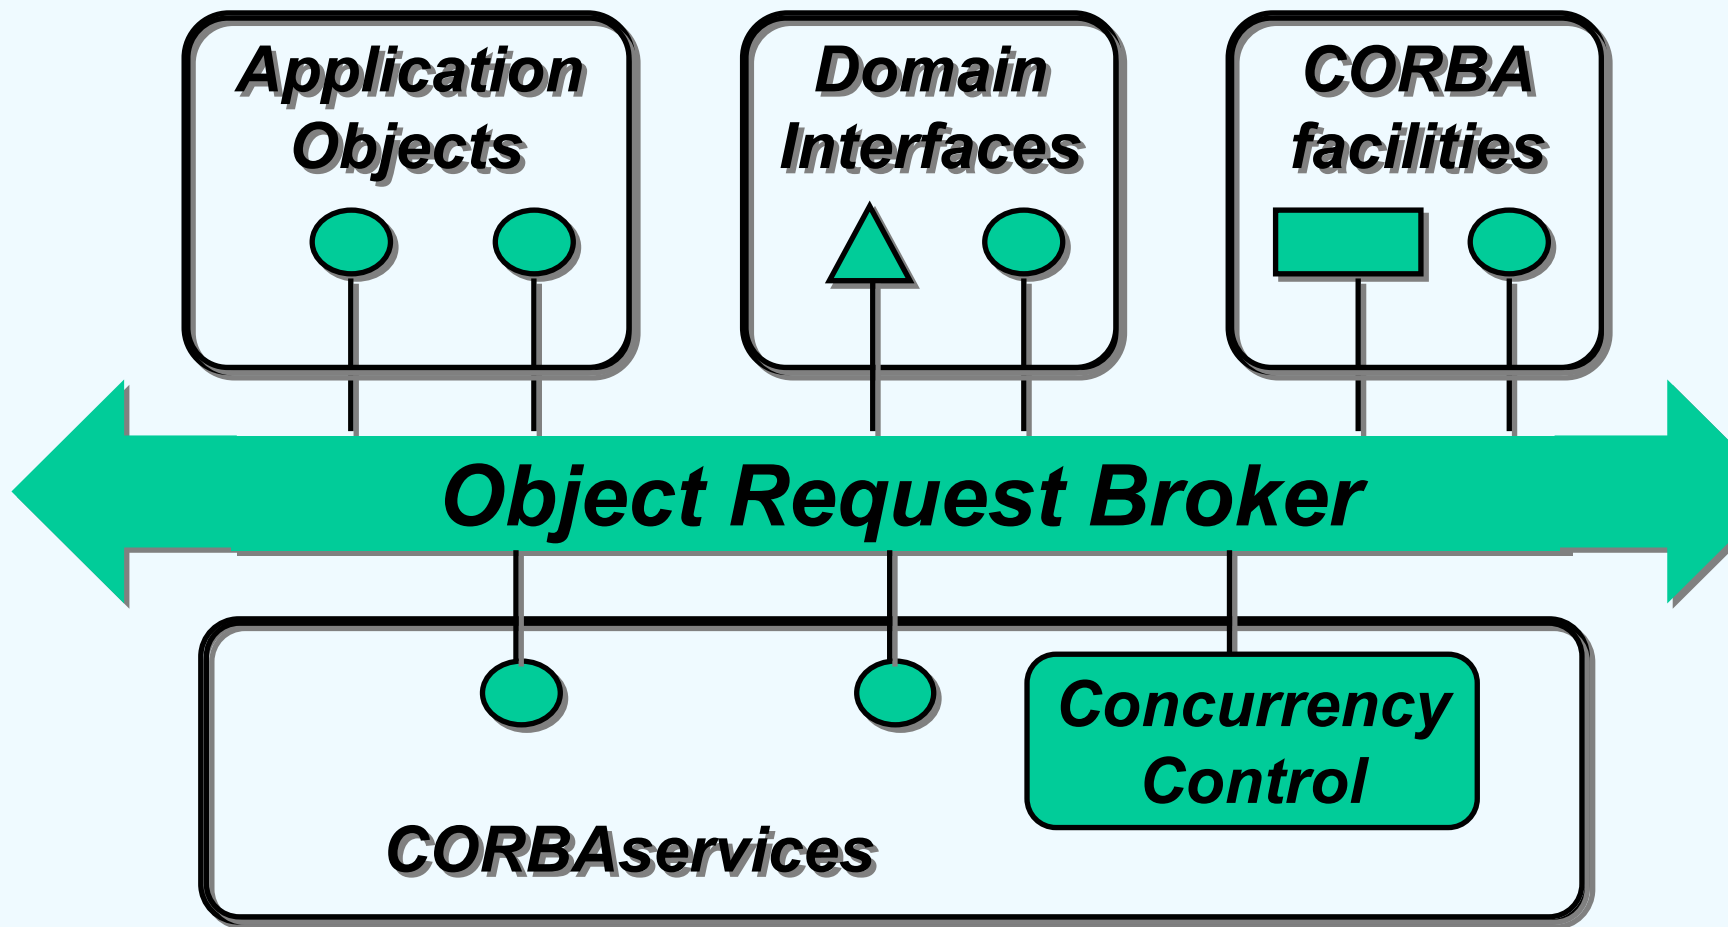 Application
Objects
Domain
Interfaces
CORBA
facilities
Object Request Broker
Concurrency
Control
CORBAservices